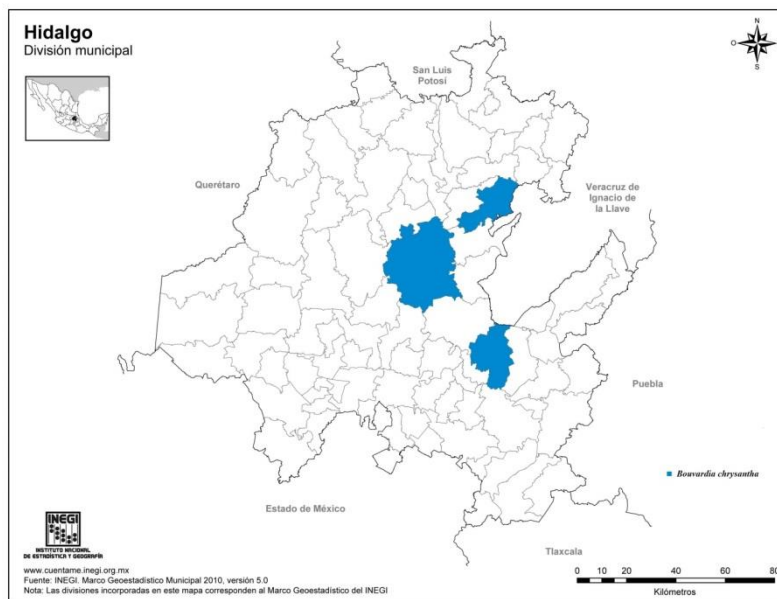 Hidalgo
División municipal
N
O
E
S
San Luis
Potosí
Querétaro
Veracruz de
Ignacio de
la Llave
Puebla
Bouvardia chrysantha
Estado de México
Tlaxcala
INEGI
INSTITUTO NACIONAL
DE ESTADÍSTICA Y GEOGRAFÍA
www.cuentame.inegi.org.mx
Fuente: INEGI. Marco Geoestadístico Municipal 2010, versión 5.0
Nota: Las divisiones incorporadas en este mapa corresponden al Marco Geoestadístico del INEGI
0 10 20 40 60 80
Kilómetros